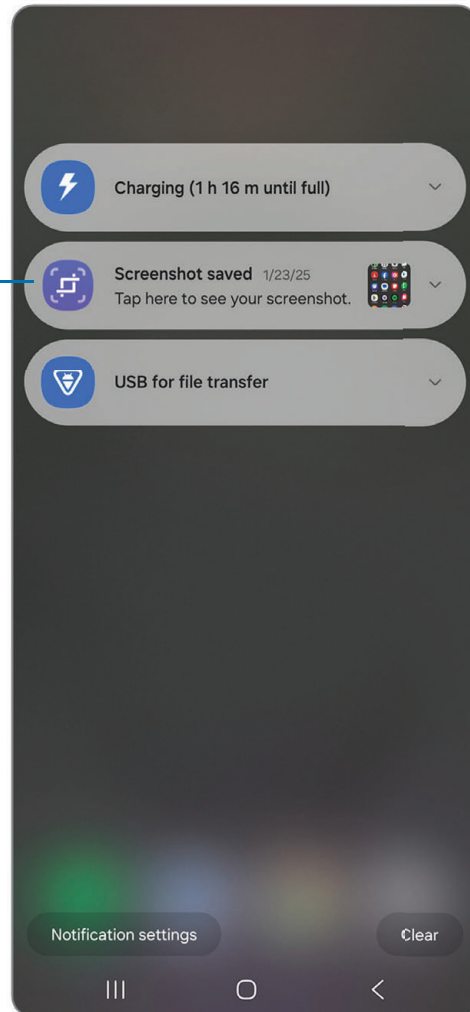 Charging (1 h 16 m until full)
Screenshot saved 1/23/25
Tap here to see your screenshot.
USB for file transfer
Notification settings
Clear